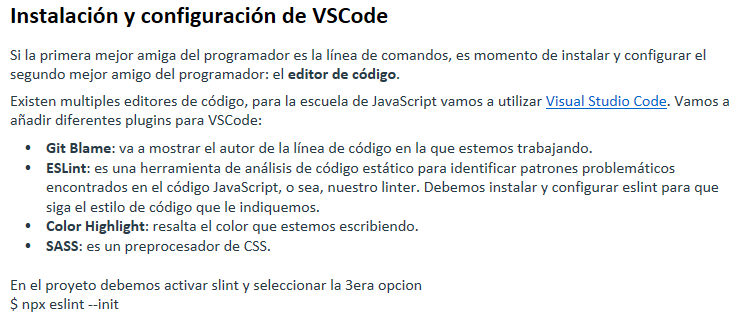 Instalación y configuración de VSCode
Si la primera mejor amiga del programador es la línea de comandos, es momento de instalar y configurar el
segundo mejor amigo del programador: el editor de código.
Existen multiples editores de código, para la escuela de JavaScript vamos a utilizar Visual Studio Code. Vamos a
añadir diferentes plugins para VSCode:
• Git Blame: va a mostrar el autor de la línea de código en la que estemos trabajando.
• ESLint: es una herramienta de análisis de código estático para identificar patrones problemáticos
encontrados en el código JavaScript, o sea, nuestro linter. Debemos instalar y configurar eslint para que
siga el estilo de código que le indiquemos.
• Color Highlight: resalta el color que estemos escribiendo.
• SASS: es un preprocesador de CSS.
En el proyeto debemos activar slint y seleccionar la 3era opcion
$ npx eslint --init